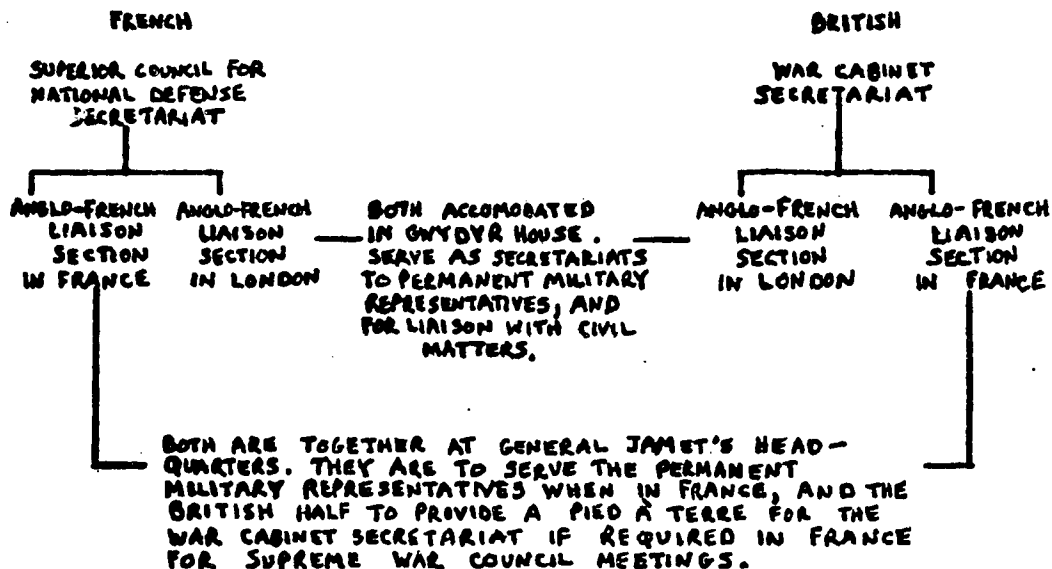 FRENCH
BRITISH
SUPERIOR COUNCIL FOR
NATIONAL DEFENSE
SECRETARIAT
WAR CABINET
SECRETARIAT
ANGLO-FRENCH
LIAISON
SECTION
IN FRANCE
ANGLO-FRENCH
LIAISON
SECTION
IN LONDON
BOTH ACCOMODATED
IN GWYDYR HOUSE.
SERVE AS SECRETARIATS
TO PERMANENT MILITARY
REPRESENTATIVES, AND
FOR LIAISON WITH CIVIL
MATTERS.
ANGLO-FRENCH
LIAISON
SECTION
IN LONDON
ANGLO-FRENCH
LIAISON
SECTION
IN FRANCE
BOTH ARE TOGETHER AT GENERAL JAMET'S HEAD-
QUARTERS. THEY ARE TO SERVE THE PERMANENT
MILITARY REPRESENTATIVES WHEN IN FRANCE, AND THE
BRITISH HALF TO PROVIDE A PIED À TERRE FOR THE
WAR CABINET SECRETARIAT IF REQUIRED IN FRANCE
FOR SUPREME WAR COUNCIL MEETINGS.